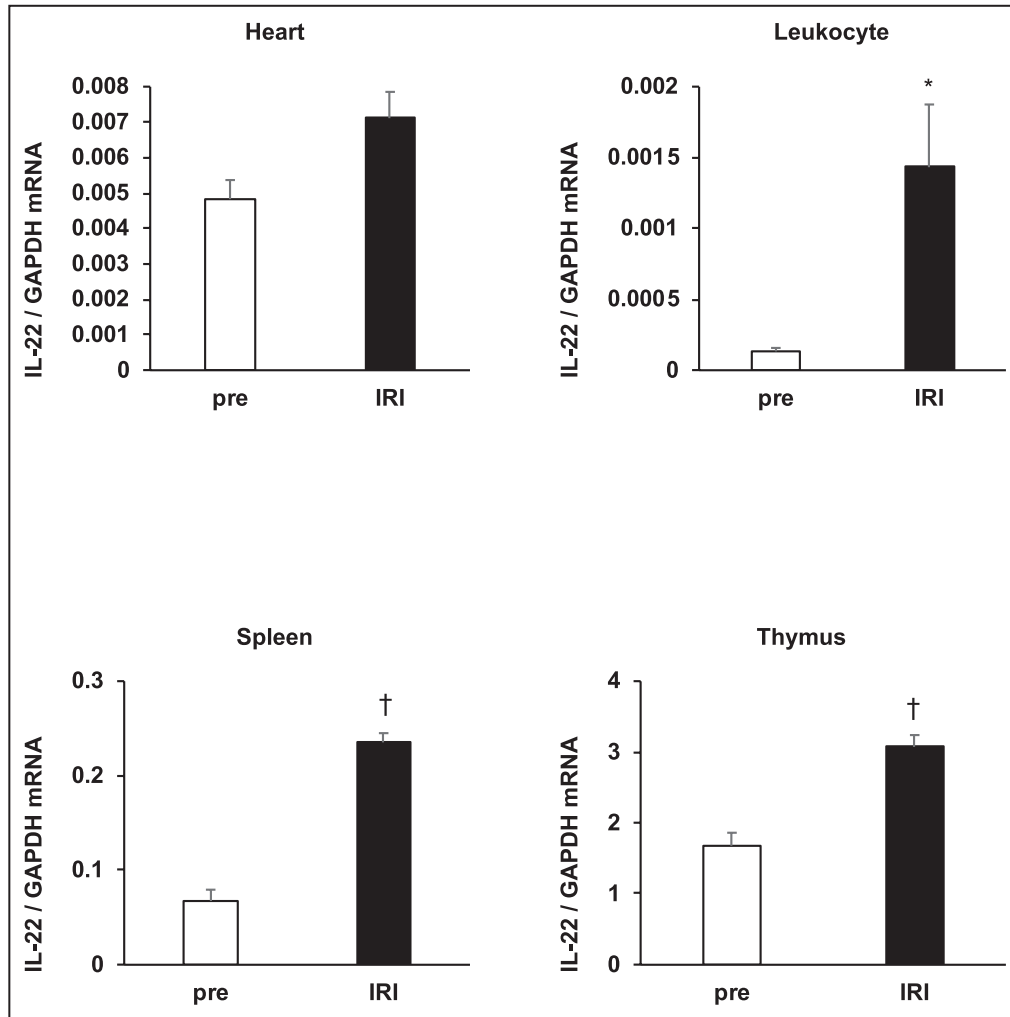 Heart
IL-22 / GAPDH mRNA
0.008
0.007
0.006
0.005
0.004
0.003
0.002
0.001
0
pre IRI
Leukocyte
IL-22 / GAPDH mRNA
0.002
0.0015
0.001
0.0005
0
*
pre IRI
Spleen
IL-22 / GAPDH mRNA
0.3
0.2
0.1
0
†
pre IRI
Thymus
IL-22 / GAPDH mRNA
4
3
2
1
0
†
pre IRI